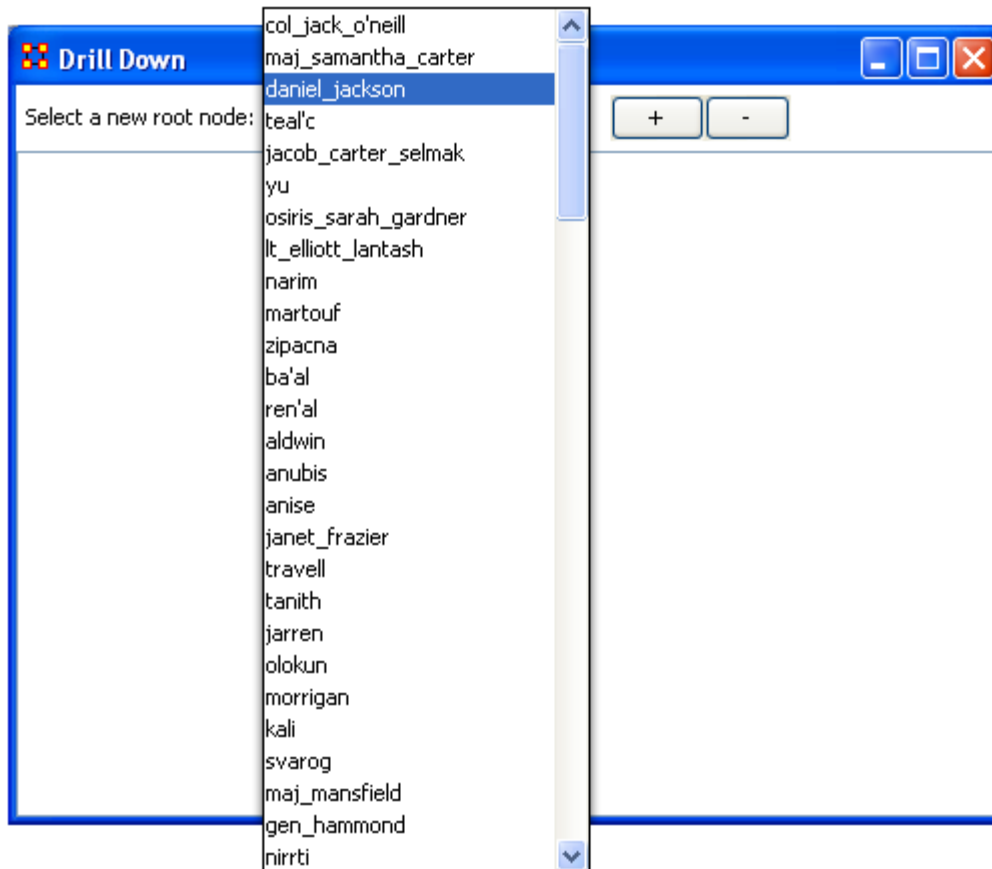 Drill Down
Select a new root node:
+ -
col_jack_o'neill
maj_samantha_carter
daniel_jackson
teal'c
jacob_carter_selmak
yu
osiris_sarah_gardner
lt_elliott_lantash
narim
martouf
zipacna
ba'al
ren'al
aldwin
anubis
anise
janet_frazier
travell
tanith
jarren
olokun
morrigan
kali
svarog
maj_mansfield
gen_hammond
nirrti